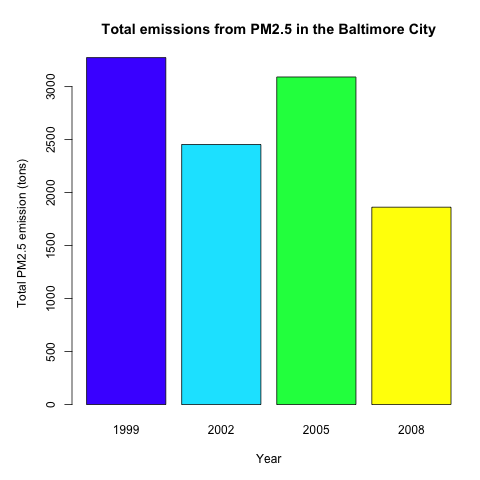 Total emissions from PM2.5 in the Baltimore City
Total PM2.5 emission (tons)
3000
2500
2000
1500
1000
500
0
1999 2002 2005 2008
Year